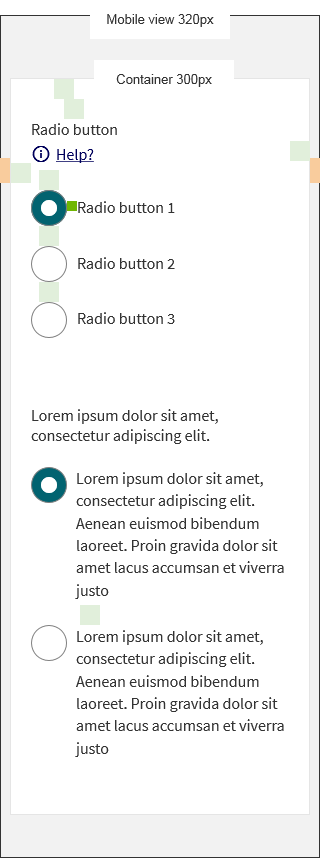 Mobile view 320px
Container 300px
Radio button
Help?
Radio button 1
Radio button 2
Radio button 3
Lorem ipsum dolor sit amet,
consectetur adipiscing elit.
Lorem ipsum dolor sit amet,
consectetur adipiscing elit.
Aenean euismod bibendum
laoreet. Proin gravida dolor sit
amet lacus accumsan et viverra
justo
Lorem ipsum dolor sit amet,
consectetur adipiscing elit.
Aenean euismod bibendum
laoreet. Proin gravida dolor sit
amet lacus accumsan et viverra
justo